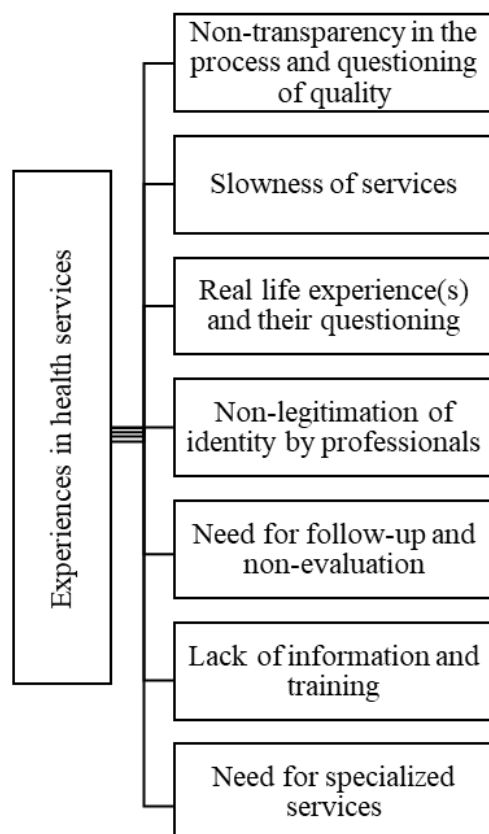 Non-transparency in the
process and questioning
of quality
Slowness of services
Experiences in health services
Real life experience(s)
and their questioning
Non-legitimation of
identity by professionals
Need for follow-up and
non-evaluation
Lack of information and
training
Need for specialized
services